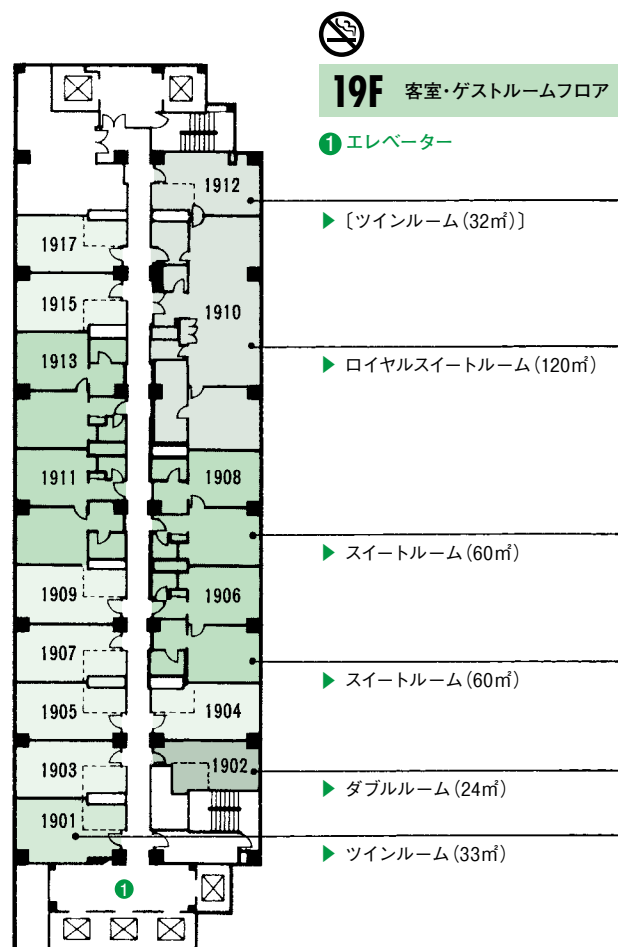 19F 客室・ゲストルームフロア
1 エレベーター
1912
▶〔ツインルーム(32㎡)〕
1917
1915
1910
▶ ロイヤルスイートルーム(120㎡)
1913
1911
1908
▶ スイートルーム(60㎡)
1909
1906
1907
▶ スイートルーム(60㎡)
1905
1904
1903
1902
▶ ダブルルーム(24㎡)
1901
▶ ツインルーム(33㎡)
1